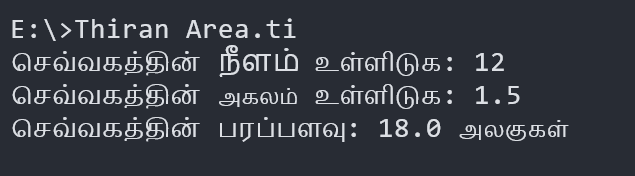 E:\>Thiran Area.ti
செவ்வகத்தின் நீளம் உள்ளிடுக: 12
செவ்வகத்தின் அகலம் உள்ளிடுக: 1.5
செவ்வகத்தின் பரப்பளவு: 18.0 அலகுகள்